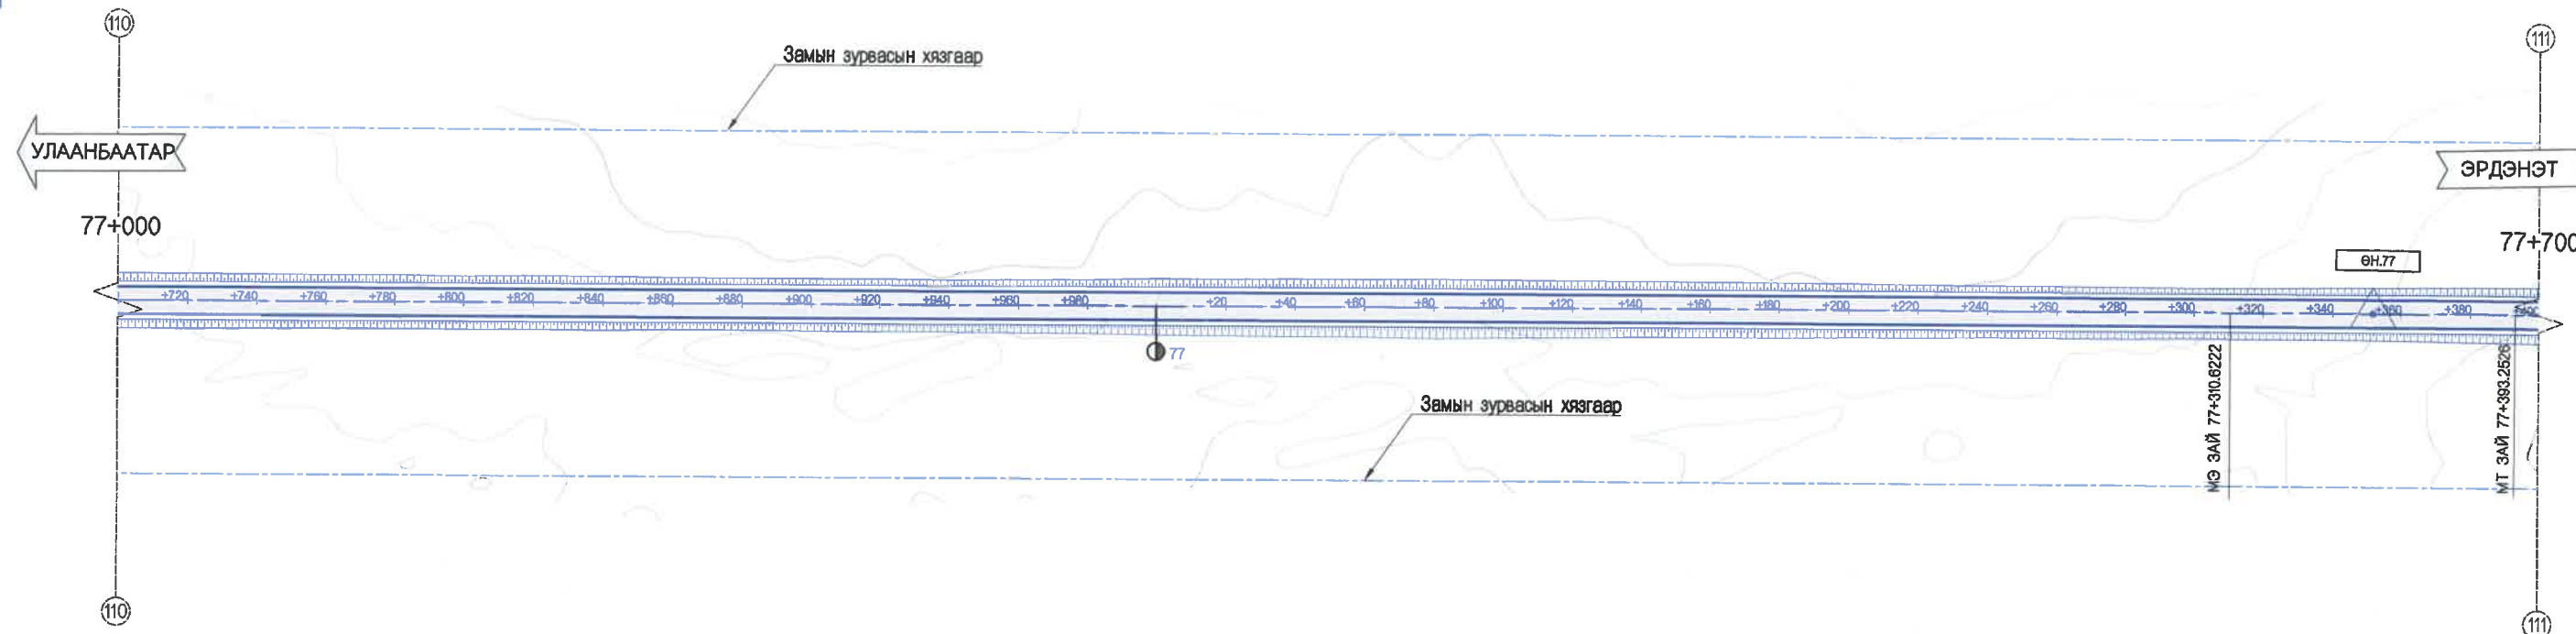 110
111
Замын зурвасын хязгаар
УЛААНБААТАР
ЭРДЭНЭТ
77+000
77+700
ӨН.77
+720 +740 +760 +780 +800 +820 +840 +860 +880 +900 +920 +940 +960 +980 +20 +40 +60 +80 +100 +120 +140 +160 +180 +200 +220 +240 +260 +280 +300 +320 +340 +360 +380 +400
77
МЭ ЗАЙ 77+310.6222
МТ ЗАЙ 77+393.2526
Замын зурвасын хязгаар
110
111